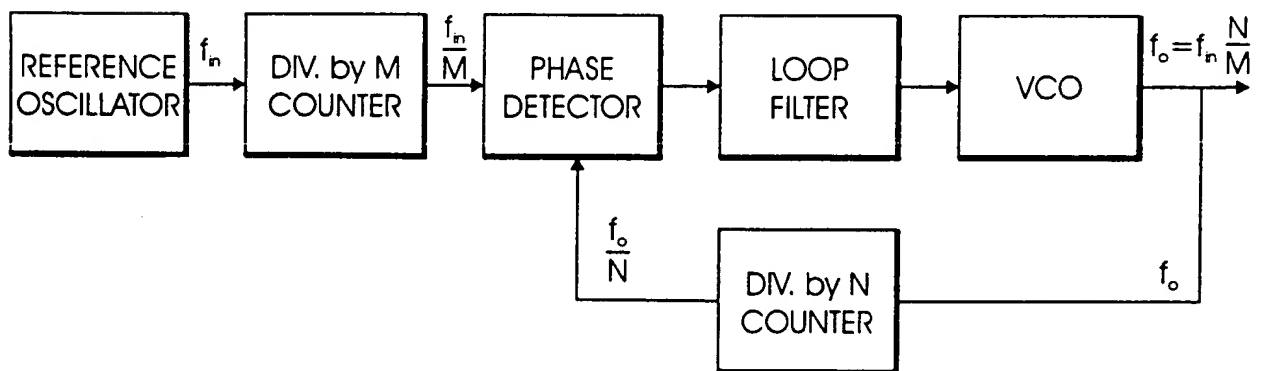 REFERENCE
OSCILLATOR
f_in
DIV. by M
COUNTER
f_in
M
PHASE
DETECTOR
LOOP
FILTER
VCO
f_o = f_in N
M
f_o
N
DIV. by N
COUNTER
f_o